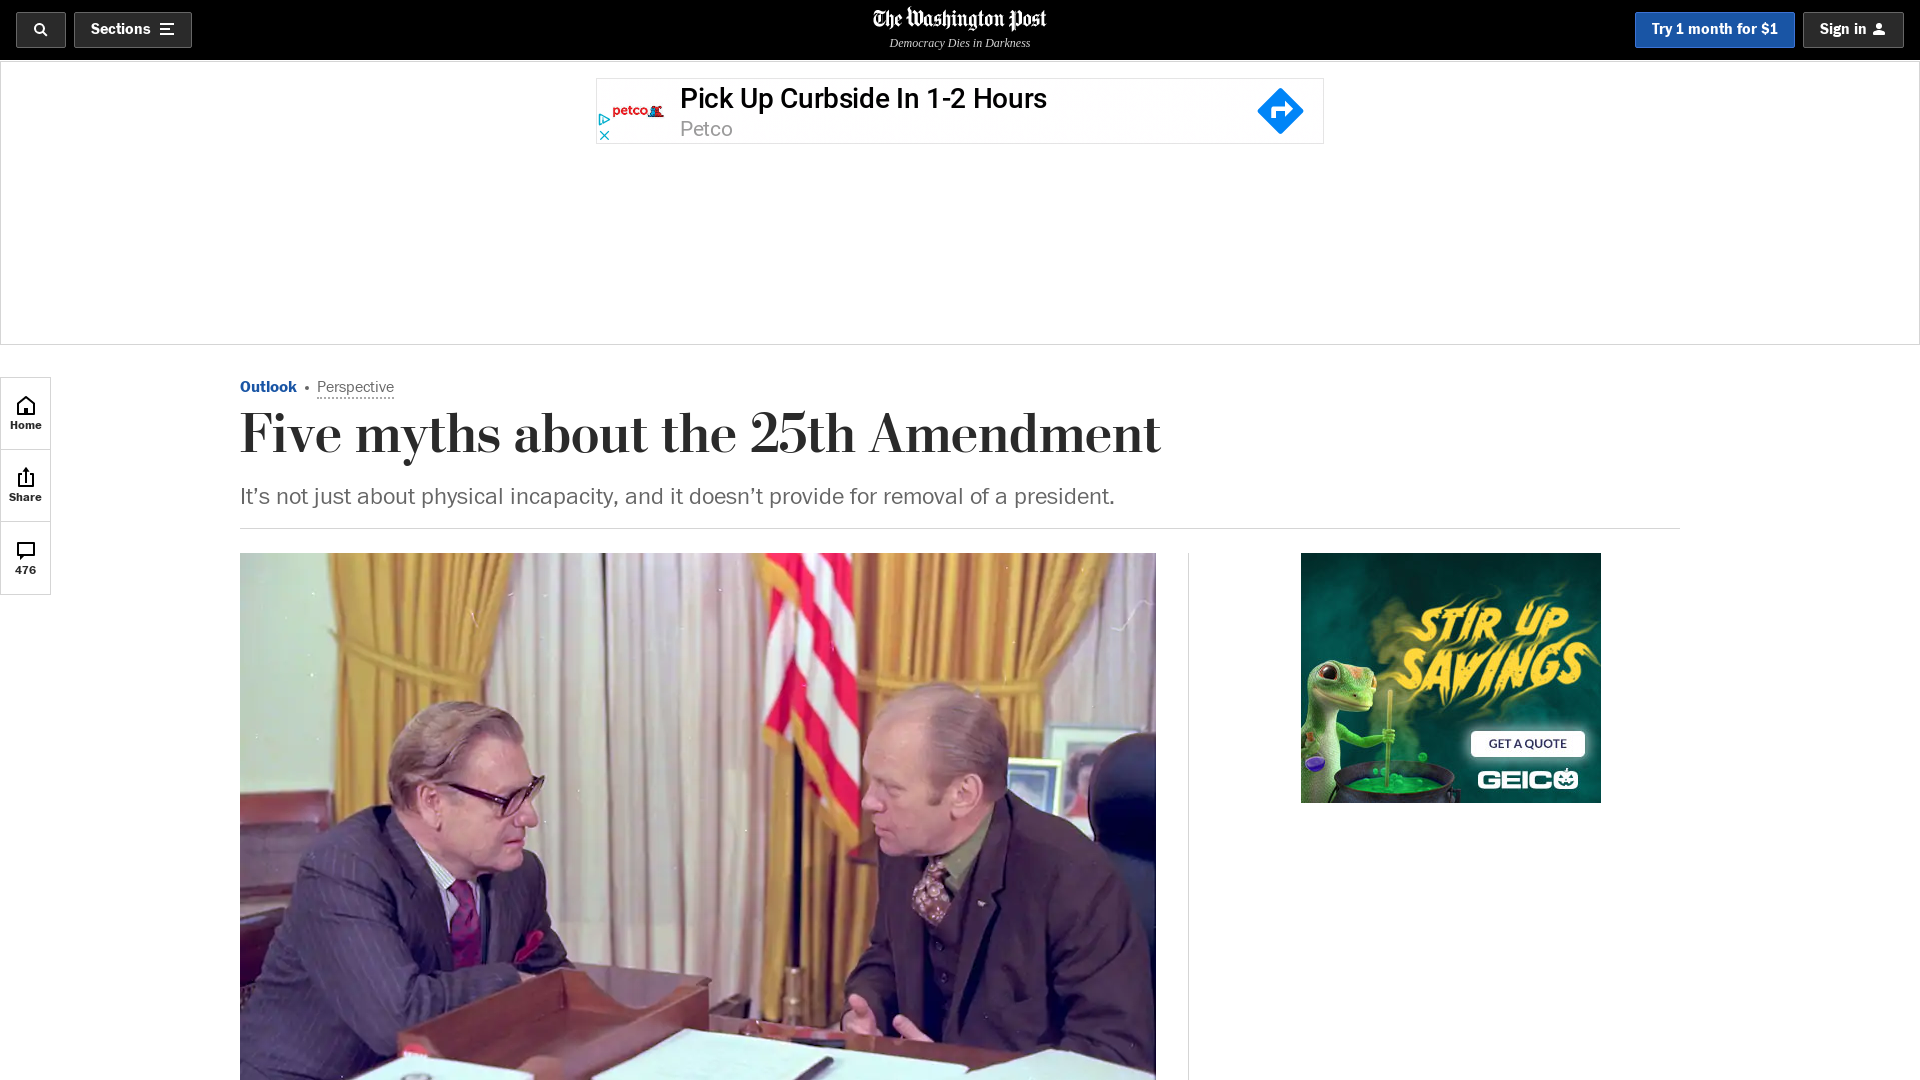 Sections
The Washington Post
Democracy Dies in Darkness
Try 1 month for $1
Sign in
petco
Pick Up Curbside In 1-2 Hours
Petco
Home
Share
476
Outlook • Perspective
Five myths about the 25th Amendment
It’s not just about physical incapacity, and it doesn’t provide for removal of a president.
STIR UP
SAVINGS
GET A QUOTE
GEICO